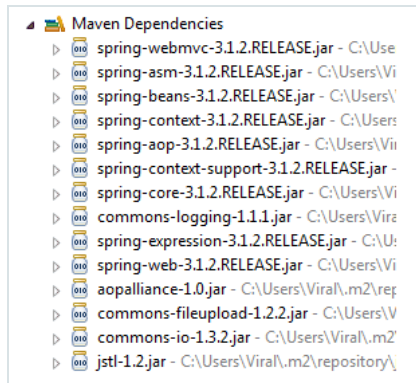 Maven Dependencies
spring-webmvc-3.1.2.RELEASE.jar - C:\Use
spring-asm-3.1.2.RELEASE.jar - C:\Users\Vi
spring-beans-3.1.2.RELEASE.jar - C:\Users\
spring-context-3.1.2.RELEASE.jar - C:\Users
spring-aop-3.1.2.RELEASE.jar - C:\Users\Vi
spring-context-support-3.1.2.RELEASE.jar -
spring-core-3.1.2.RELEASE.jar - C:\Users\Vi
commons-logging-1.1.1.jar - C:\Users\Vira
spring-expression-3.1.2.RELEASE.jar - C:\U
spring-web-3.1.2.RELEASE.jar - C:\Users\Vi
aopalliance-1.0.jar - C:\Users\Viral\.m2\rep
commons-fileupload-1.2.2.jar - C:\Users\V
commons-io-1.3.2.jar - C:\Users\Viral\.m2\
jstl-1.2.jar - C:\Users\Viral\.m2\repository\